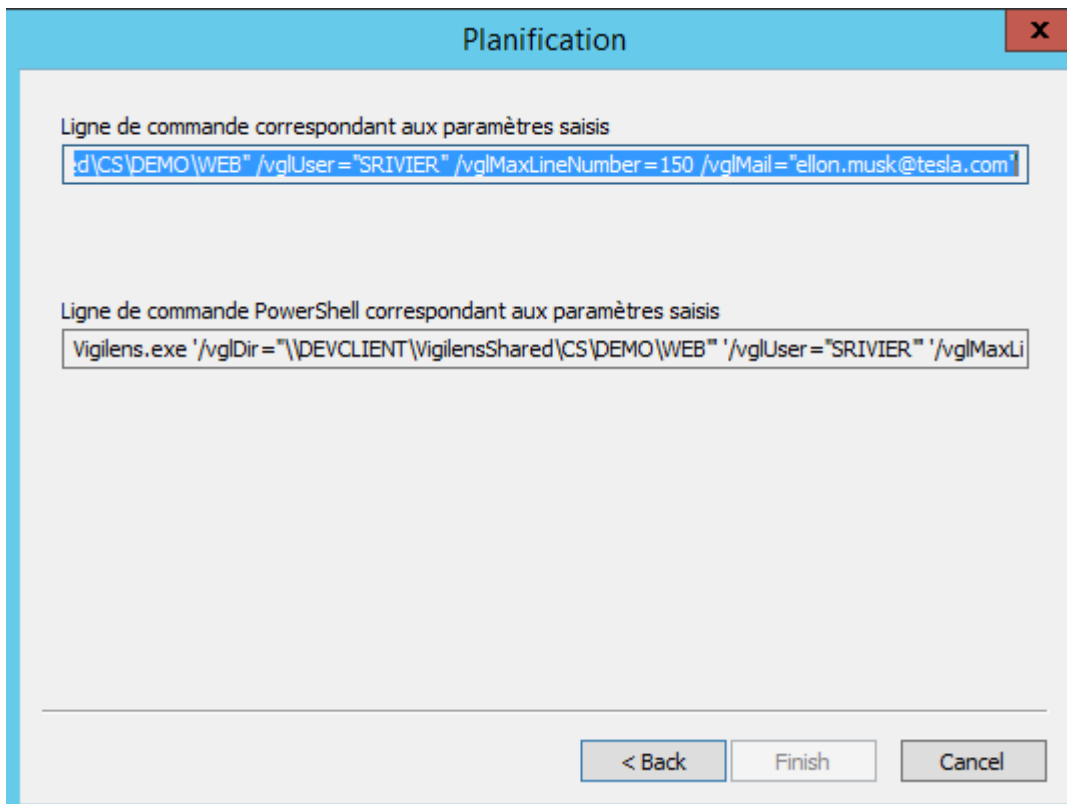 Planification
x
Ligne de commande correspondant aux paramètres saisis
ed\CS\DEMO\WEB" /vglUser="SRIVIER" /vglMaxLineNumber=150 /vglMail="ellon.musk@tesla.com"
Ligne de commande PowerShell correspondant aux paramètres saisis
Vigilens.exe '/vglDir="\\DEVCLIENT\VigilensShared\CS\DEMO\WEB"' '/vglUser="SRIVIER"' '/vglMaxLi
< Back
Finish
Cancel